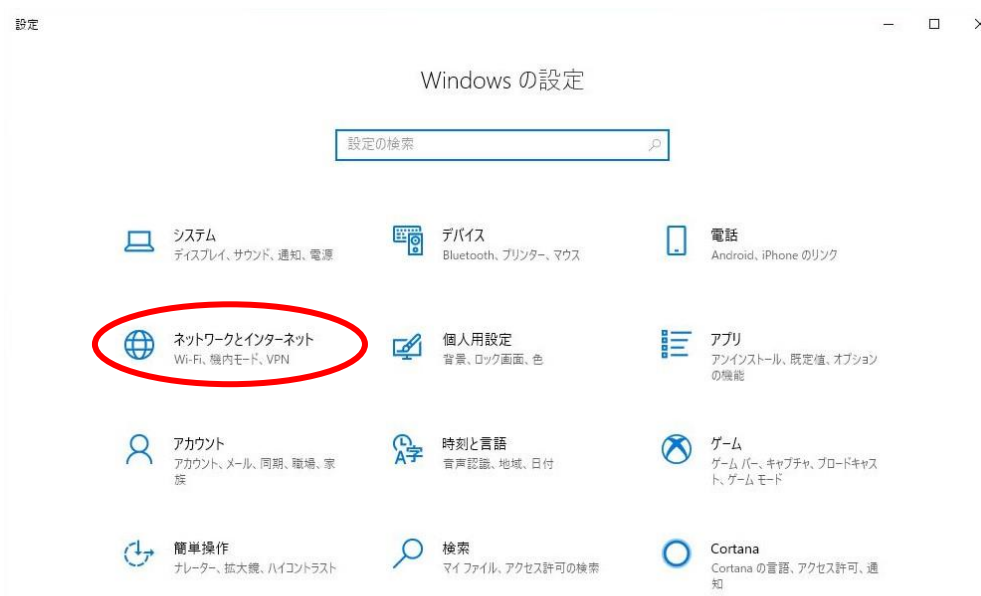 設定
Windows の設定
設定の検索
システム
ディスプレイ、サウンド、通知、電源
デバイス
Bluetooth、プリンター、マウス
電話
Android、iPhone のリンク
ネットワークとインターネット
Wi-Fi、機内モード、VPN
個人用設定
背景、ロック画面、色
アプリ
アンインストール、既定値、オプション
の機能
アカウント
アカウント、メール、同期、職場、家
族
時刻と言語
音声認識、地域、日付
ゲーム
ゲーム バー、キャプチャ、ブロードキャス
ト、ゲーム モード
簡単操作
ナレーター、拡大鏡、ハイコントラスト
検索
マイ ファイル、アクセス許可の検索
Cortana
Cortana の言語、アクセス許可、通
知